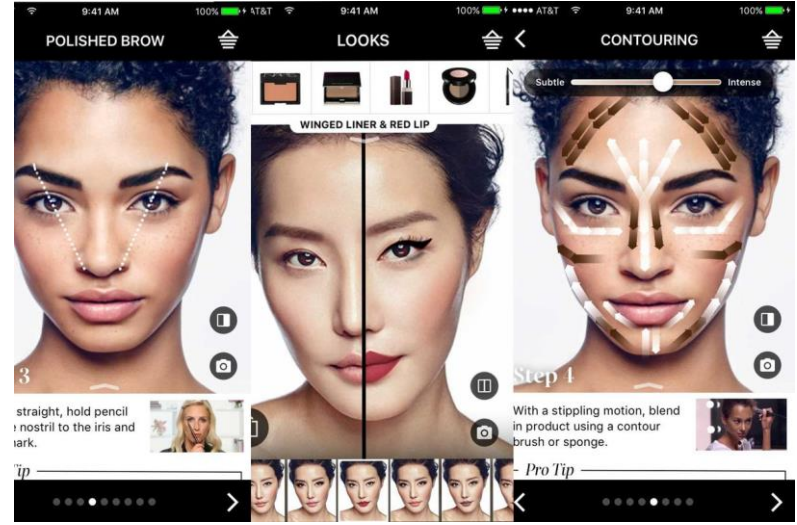 9:41 AM
100%
POLISHED BROW
3
straight, hold pencil
nostril to the iris and
AT&T
9:41 AM
100%
LOOKS
WINGED LINER & RED LIP
AT&T
9:41 AM
100%
CONTOURING
Subtle
Intense
Step 4
With a stippling motion, blend
in product using a contour
brush or sponge.
Pro Tip